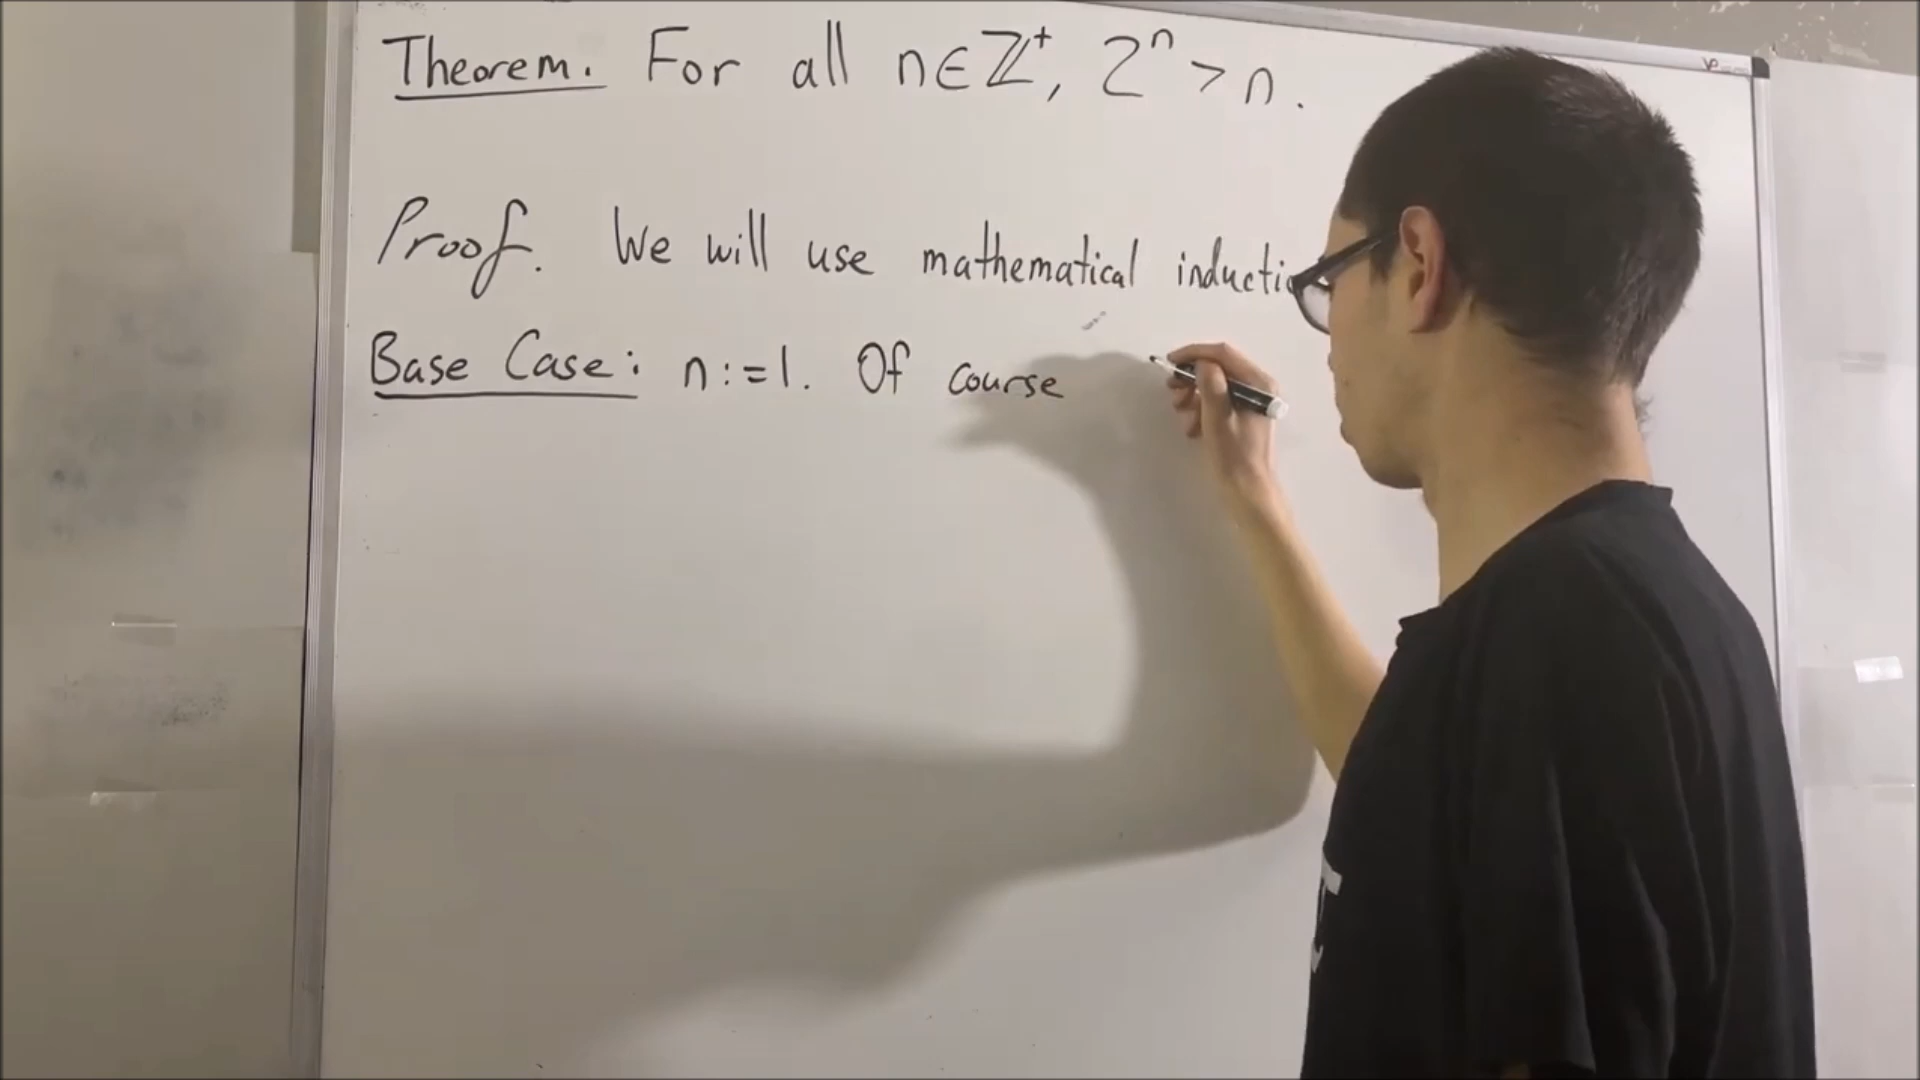 Theorem. For all n∈ℤ⁺, 2ⁿ > n.
Proof. We will use mathematical inducti
Base Case: n:=1. Of course